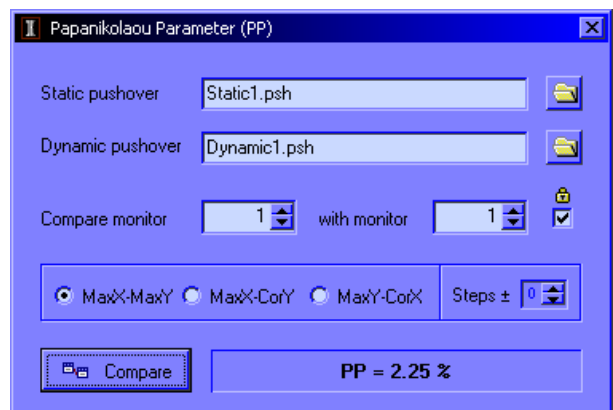 Papanikolaou Parameter (PP)
Static pushover Static1.psh
Dynamic pushover Dynamic1.psh
Compare monitor 1 with monitor 1
MaxX-MaxY MaxX-CorY MaxY-CorX Steps ± 0
Compare PP = 2.25 %